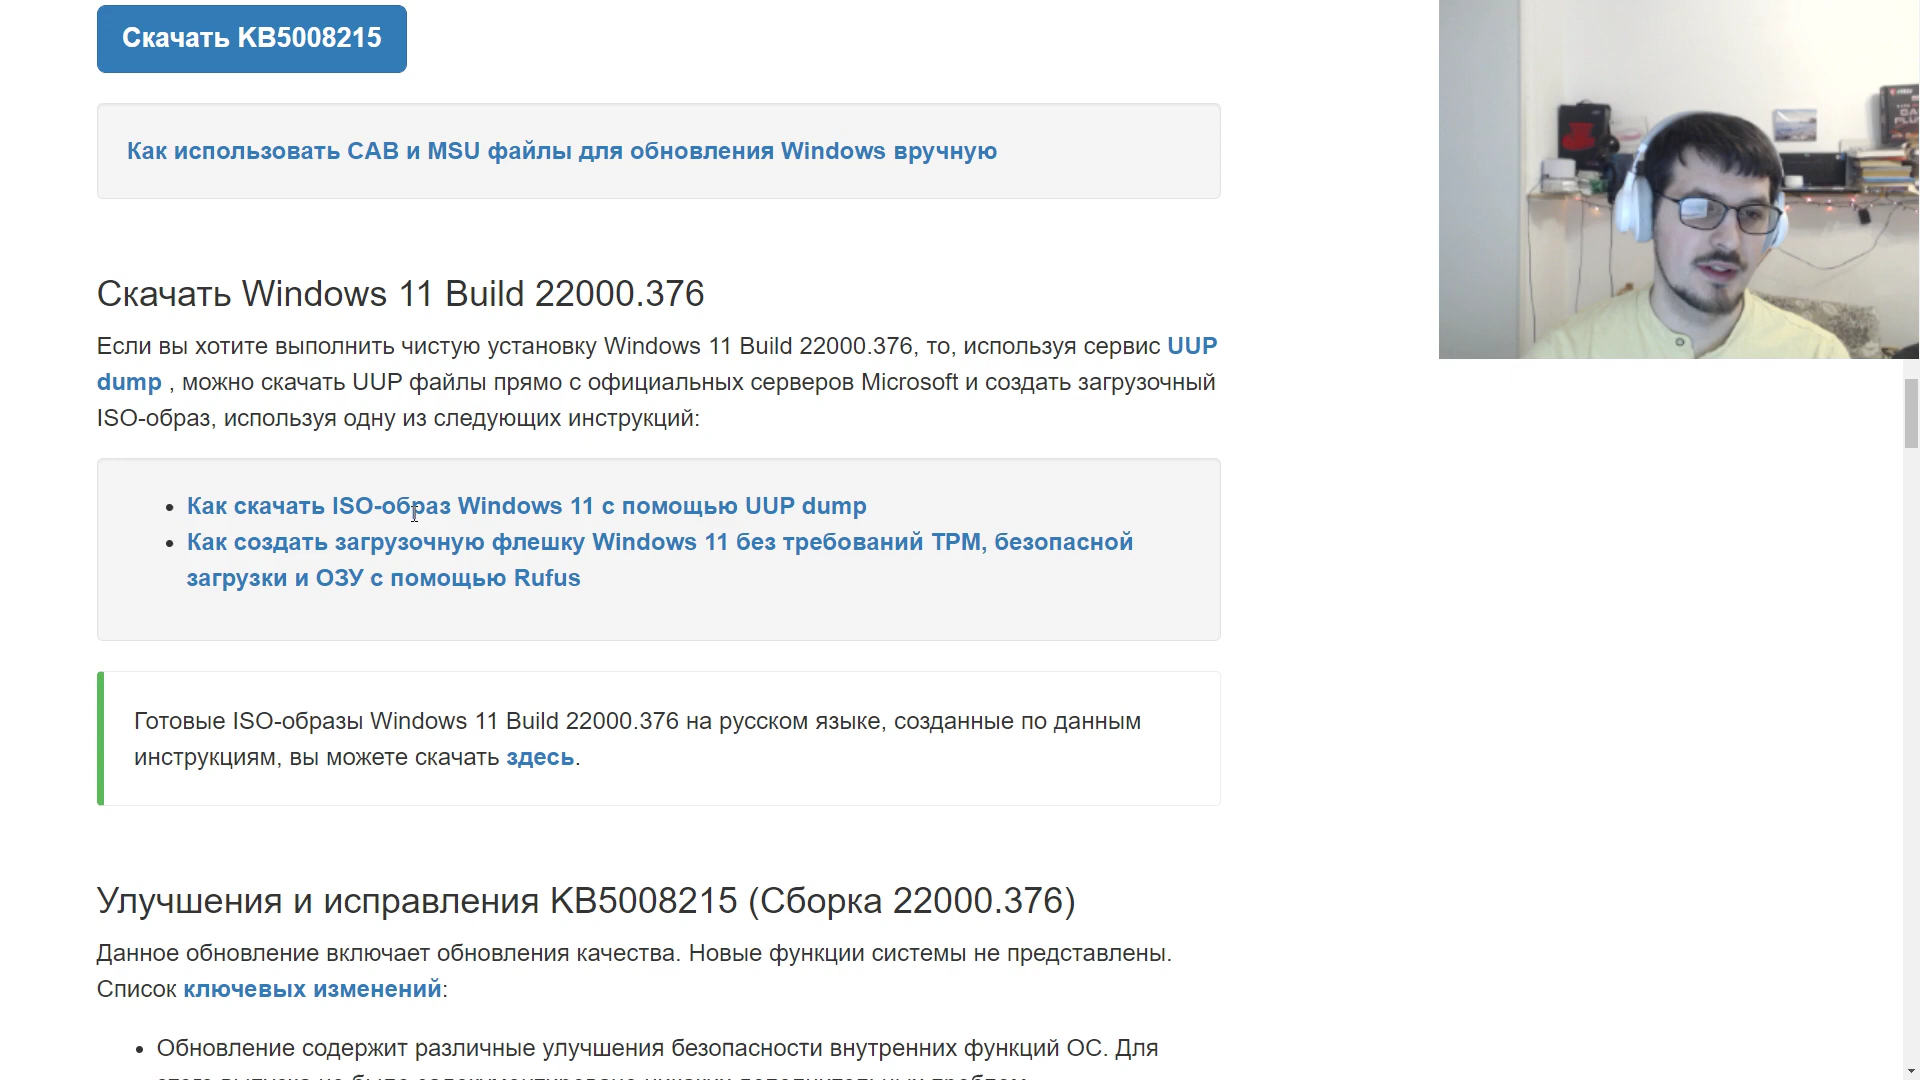 Скачать KB5008215
Как использовать CAB и MSU файлы для обновления Windows вручную
Скачать Windows 11 Build 22000.376
Если вы хотите выполнить чистую установку Windows 11 Build 22000.376, то, используя сервис UUP
dump , можно скачать UUP файлы прямо с официальных серверов Microsoft и создать загрузочный
ISO-образ, используя одну из следующих инструкций:
• Как скачать ISO-образ Windows 11 с помощью UUP dump
• Как создать загрузочную флешку Windows 11 без требований TPM, безопасной
загрузки и ОЗУ с помощью Rufus
Готовые ISO-образы Windows 11 Build 22000.376 на русском языке, созданные по данным
инструкциям, вы можете скачать здесь.
Улучшения и исправления KB5008215 (Сборка 22000.376)
Данное обновление включает обновления качества. Новые функции системы не представлены.
Список ключевых изменений:
• Обновление содержит различные улучшения безопасности внутренних функций ОС. Для